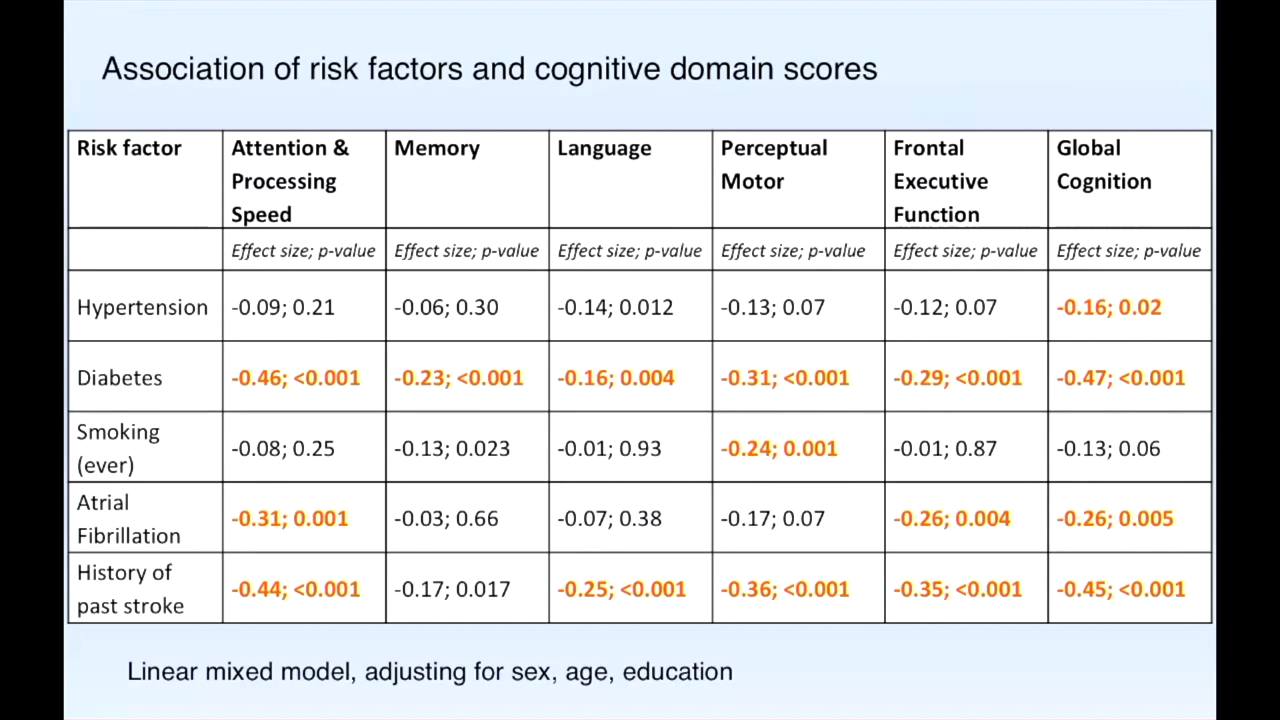 Association of risk factors and cognitive domain scores
Risk factor
Attention &
Processing
Speed
Memory
Language
Perceptual
Motor
Frontal
Executive
Function
Global
Cognition
Effect size; p-value
Effect size; p-value
Effect size; p-value
Effect size; p-value
Effect size; p-value
Effect size; p-value
Hypertension
-0.09; 0.21
-0.06; 0.30
-0.14; 0.012
-0.13; 0.07
-0.12; 0.07
-0.16; 0.02
Diabetes
-0.46; <0.001
-0.23; <0.001
-0.16; 0.004
-0.31; <0.001
-0.29; <0.001
-0.47; <0.001
Smoking
(ever)
-0.08; 0.25
-0.13; 0.023
-0.01; 0.93
-0.24; 0.001
-0.01; 0.87
-0.13; 0.06
Atrial
Fibrillation
-0.31; 0.001
-0.03; 0.66
-0.07; 0.38
-0.17; 0.07
-0.26; 0.004
-0.26; 0.005
History of
past stroke
-0.44; <0.001
-0.17; 0.017
-0.25; <0.001
-0.36; <0.001
-0.35; <0.001
-0.45; <0.001
Linear mixed model, adjusting for sex, age, education